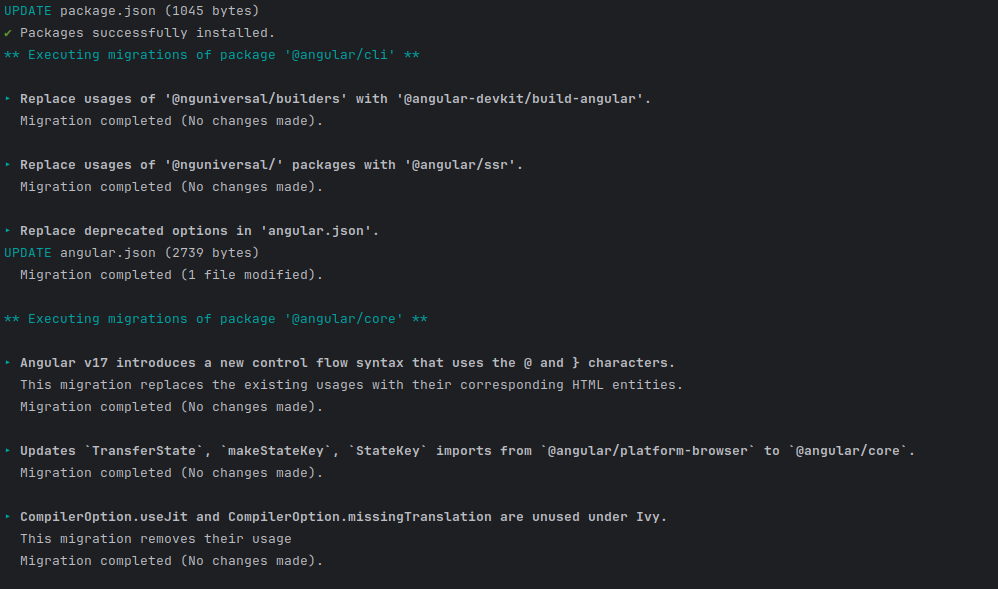 UPDATE package.json (1045 bytes)
✔ Packages successfully installed.
** Executing migrations of package '@angular/cli' **
▸ Replace usages of '@nguniversal/builders' with '@angular-devkit/build-angular'.
Migration completed (No changes made).
▸ Replace usages of '@nguniversal/' packages with '@angular/ssr'.
Migration completed (No changes made).
▸ Replace deprecated options in 'angular.json'.
UPDATE angular.json (2739 bytes)
Migration completed (1 file modified).
** Executing migrations of package '@angular/core' **
▸ Angular v17 introduces a new control flow syntax that uses the @ and } characters.
This migration replaces the existing usages with their corresponding HTML entities.
Migration completed (No changes made).
▸ Updates `TransferState`, `makeStateKey`, `StateKey` imports from `@angular/platform-browser` to `@angular/core`.
Migration completed (No changes made).
▸ CompilerOption.useJit and CompilerOption.missingTranslation are unused under Ivy.
This migration removes their usage
Migration completed (No changes made).